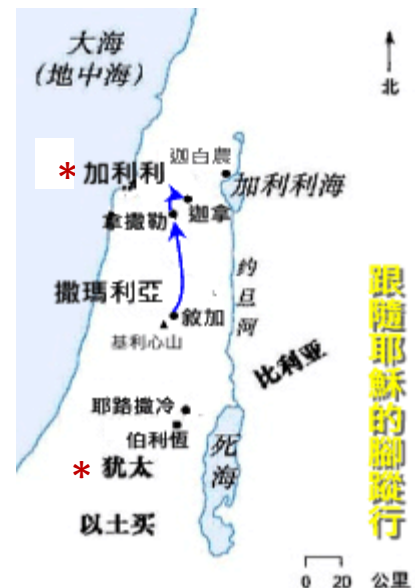 大海
(地中海)
北
迦白農
* 加利利
加利利海
迦拿
拿撒勒
约旦河
撒瑪利亞
敘加
基利心山
比利亚
耶路撒冷
伯利恆
死海
* 犹太
以土买
跟隨耶穌的腳蹤行
0 20 公里